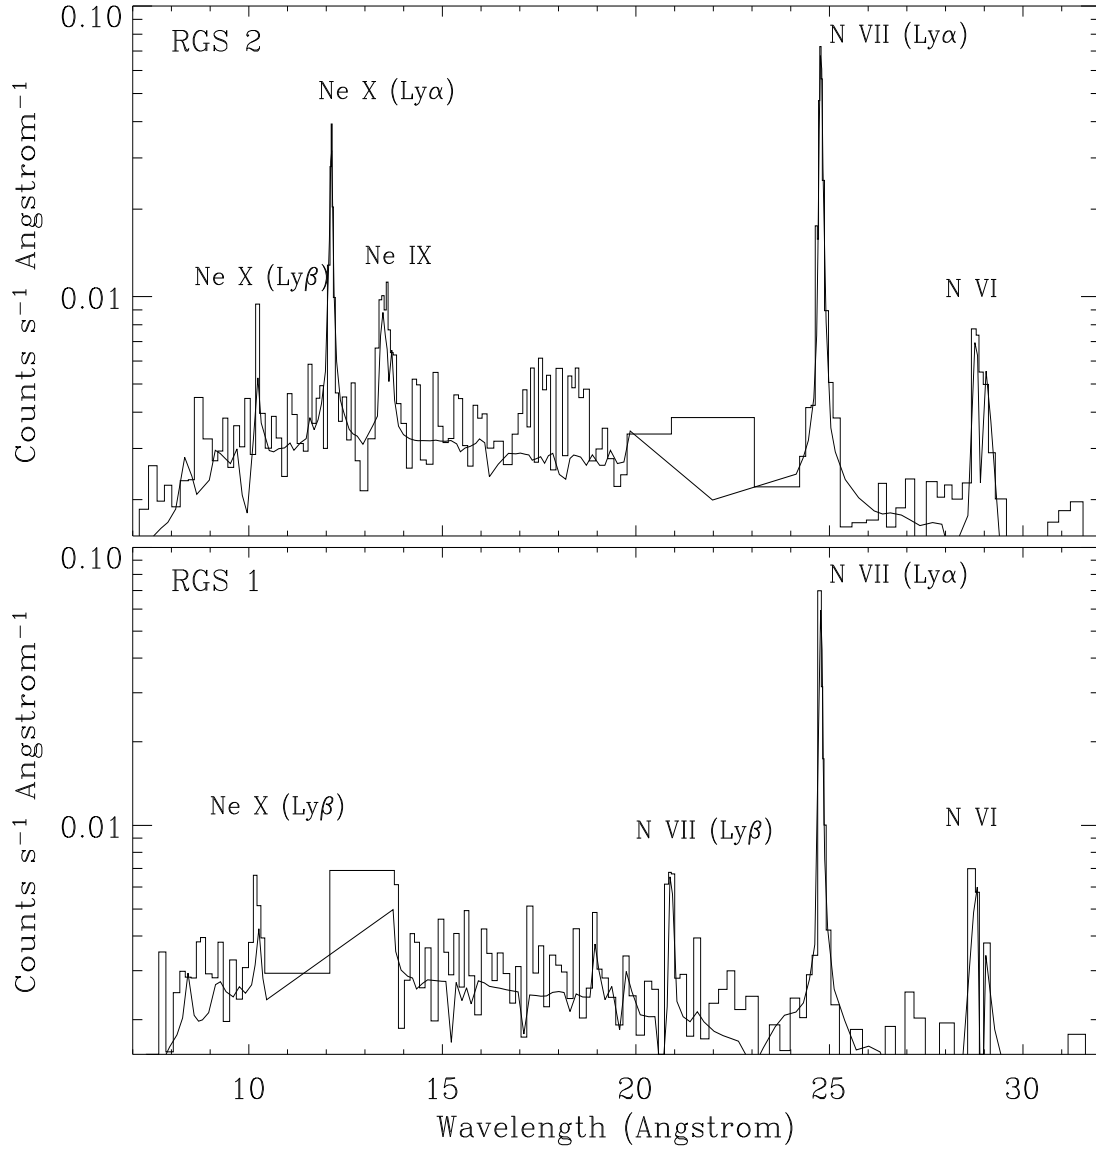 0.10
RGS 2
N VII (Lyα)
Ne X (Lyα)
Ne IX
Ne X (Lyβ)
N VI
0.01
Counts s⁻¹ Angstrom⁻¹
0.10
RGS 1
N VII (Lyα)
Ne X (Lyβ)
N VII (Lyβ)
N VI
0.01
Counts s⁻¹ Angstrom⁻¹
10 15 20 25 30
Wavelength (Angstrom)